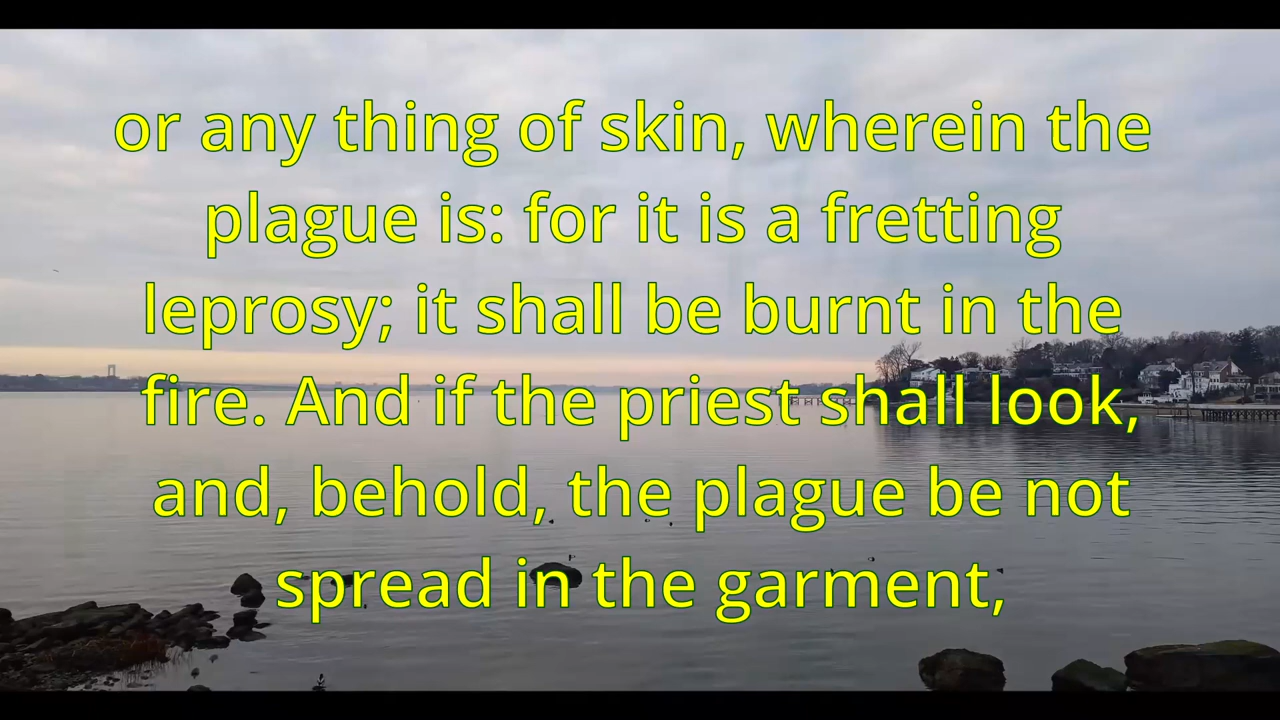 or any thing of skin, wherein the
plague is: for it is a fretting
leprosy; it shall be burnt in the
fire. And if the priest shall look,
and, behold, the plague be not
spread in the garment,